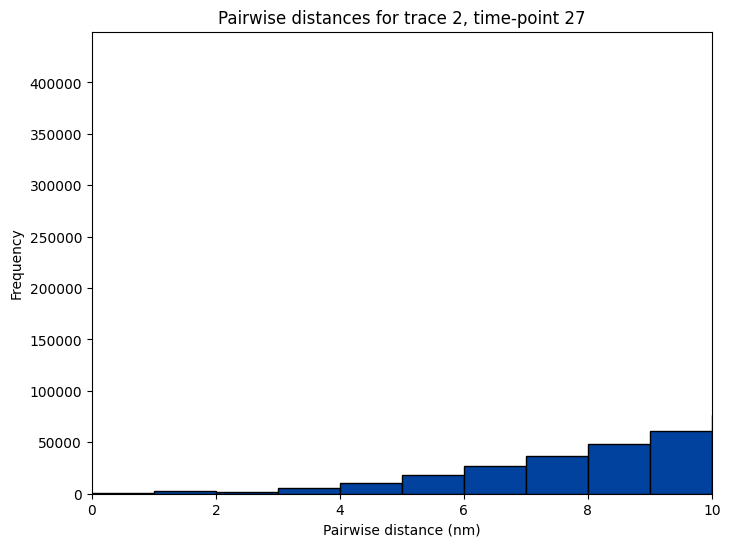 Pairwise distances for trace 2, time-point 27
Frequency
400000
350000
300000
250000
200000
150000
100000
50000
0
0 2 4 6 8 10
Pairwise distance (nm)